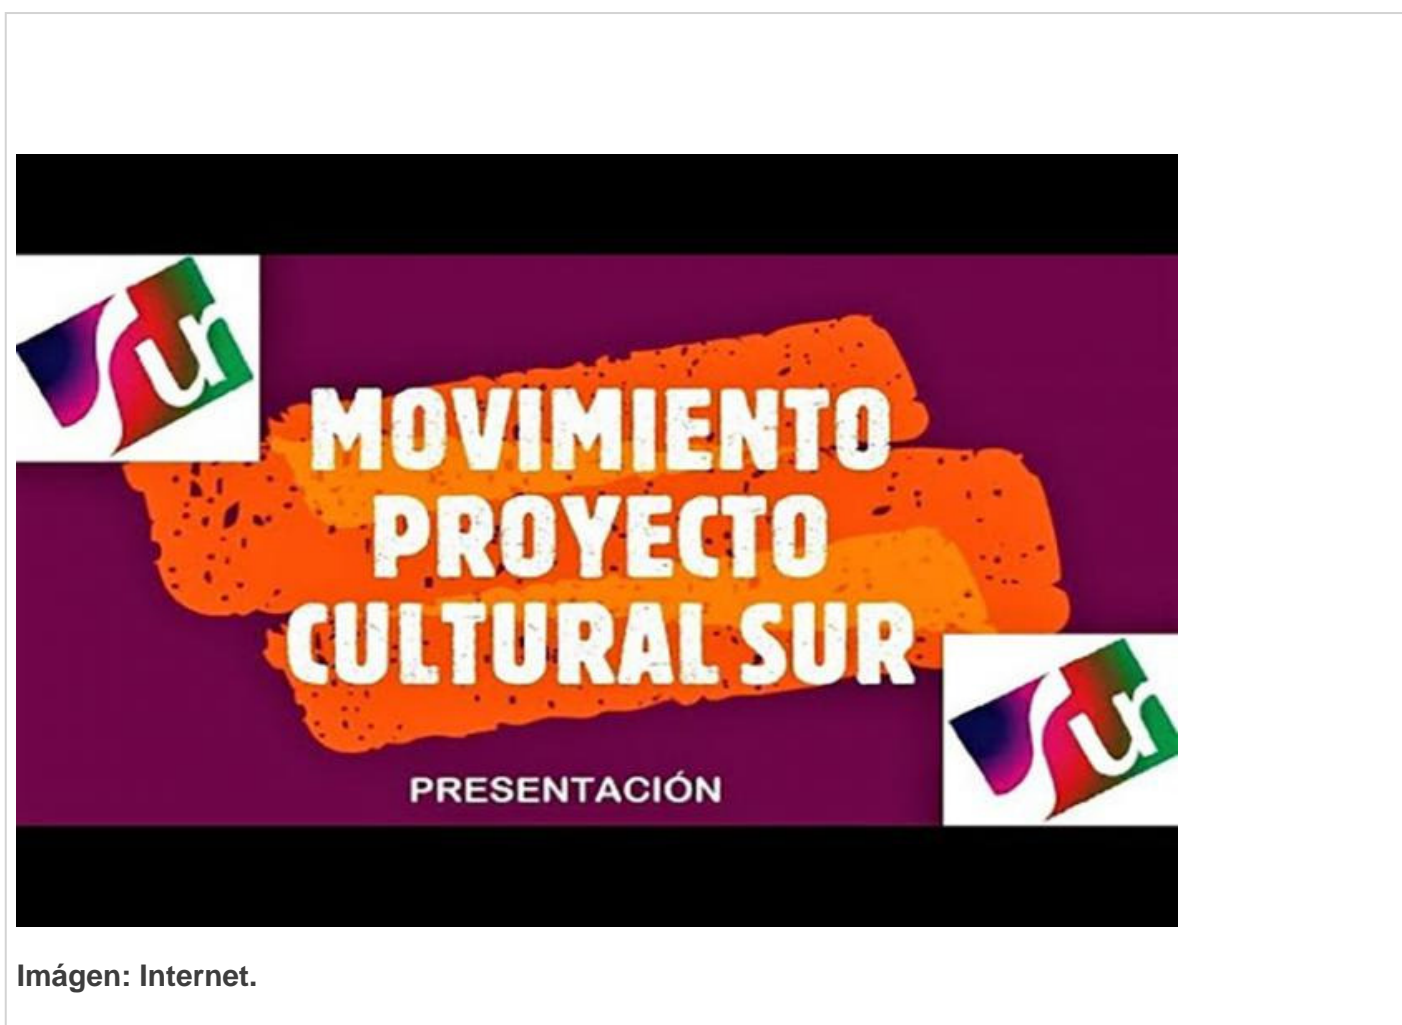 Sur
MOVIMIENTO
PROYECTO
CULTURAL SUR
Sur
PRESENTACIÓN
Imágen: Internet.